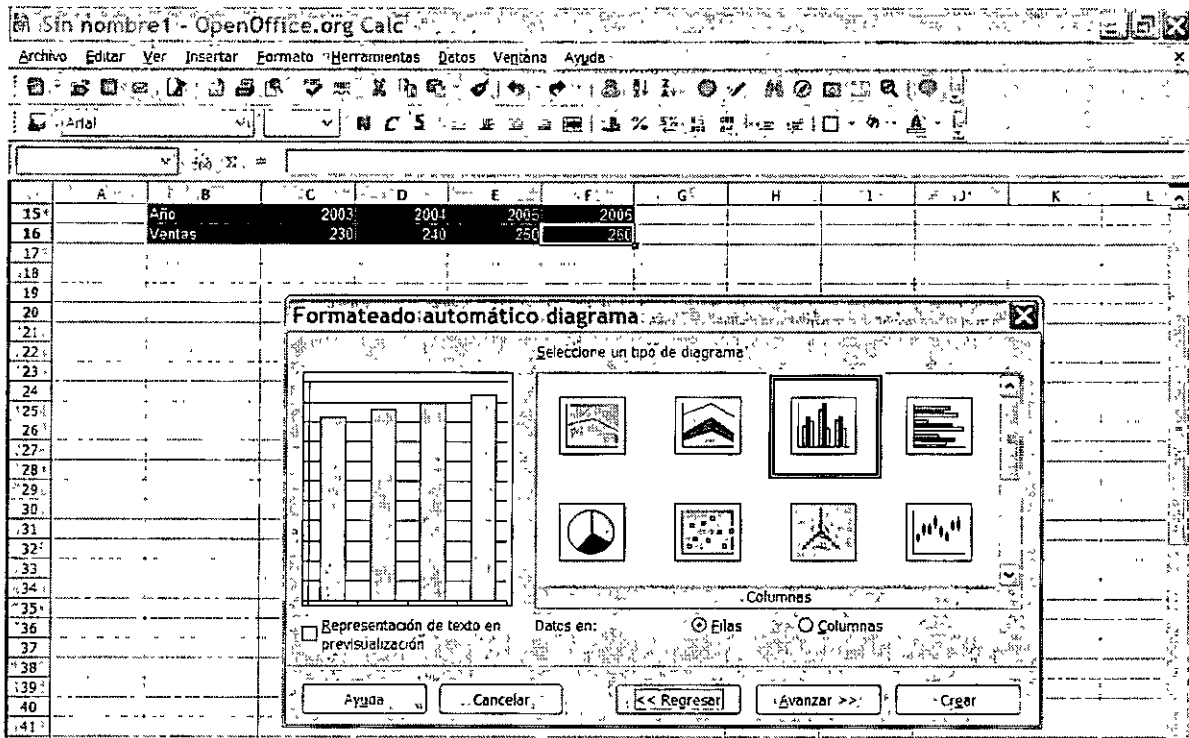 Sin nombre1 - OpenOffice.org Calc
Archivo Editar Ver Insertar Formato Herramientas Datos Ventana Ayuda
Arial
N C S
A B C D E F G H I J K L
15 Año 2003 2004 2005 2006
16 Ventas 230 240 250 260
17
18
19
20
21
22
23
24
25
26
27
28
29
30
31
32
33
34
35
36
37
38
39
40
41
Formateado automático diagrama
Seleccione un tipo de diagrama
Columnas
Representación de texto en
previsualización
Datos en:
Filas
Columnas
Ayuda
Cancelar
<< Regresar
Avanzar >>
Crear